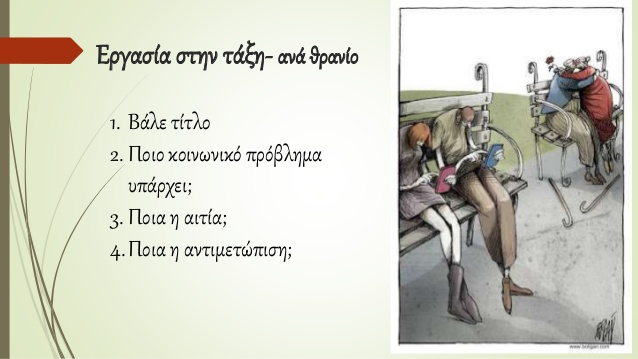 Εργασία στην τάξη- ανά θρανίο
1. Βάλε τίτλο
2. Ποιο κοινωνικό πρόβλημα
υπάρχει;
3. Ποια η αιτία;
4. Ποια η αντιμετώπιση;